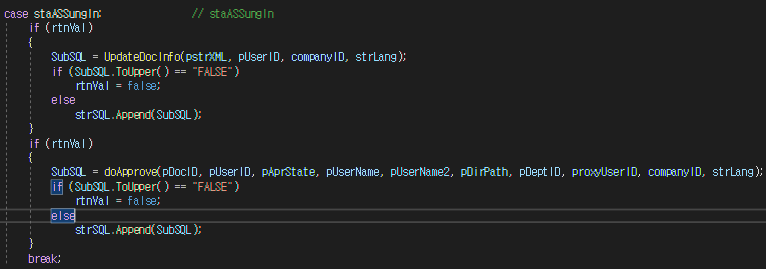 case staASSungIn:                // staASSungIn
    if (rtnVal)
    {
        SubSQL = UpdateDocInfo(pstrXML, pUserID, companyID, strLang);
        if (SubSQL.ToUpper() == "FALSE")
            rtnVal = false;
        else
            strSQL.Append(SubSQL);
    }
    if (rtnVal)
    {
        SubSQL = doApprove(pDocID, pUserID, pAprState, pUserName, pUserName2, pDirPath, pDeptID, proxyUserID, companyID, strLang);
        if (SubSQL.ToUpper() == "FALSE")
            rtnVal = false;
        else
            strSQL.Append(SubSQL);
    }
    break;